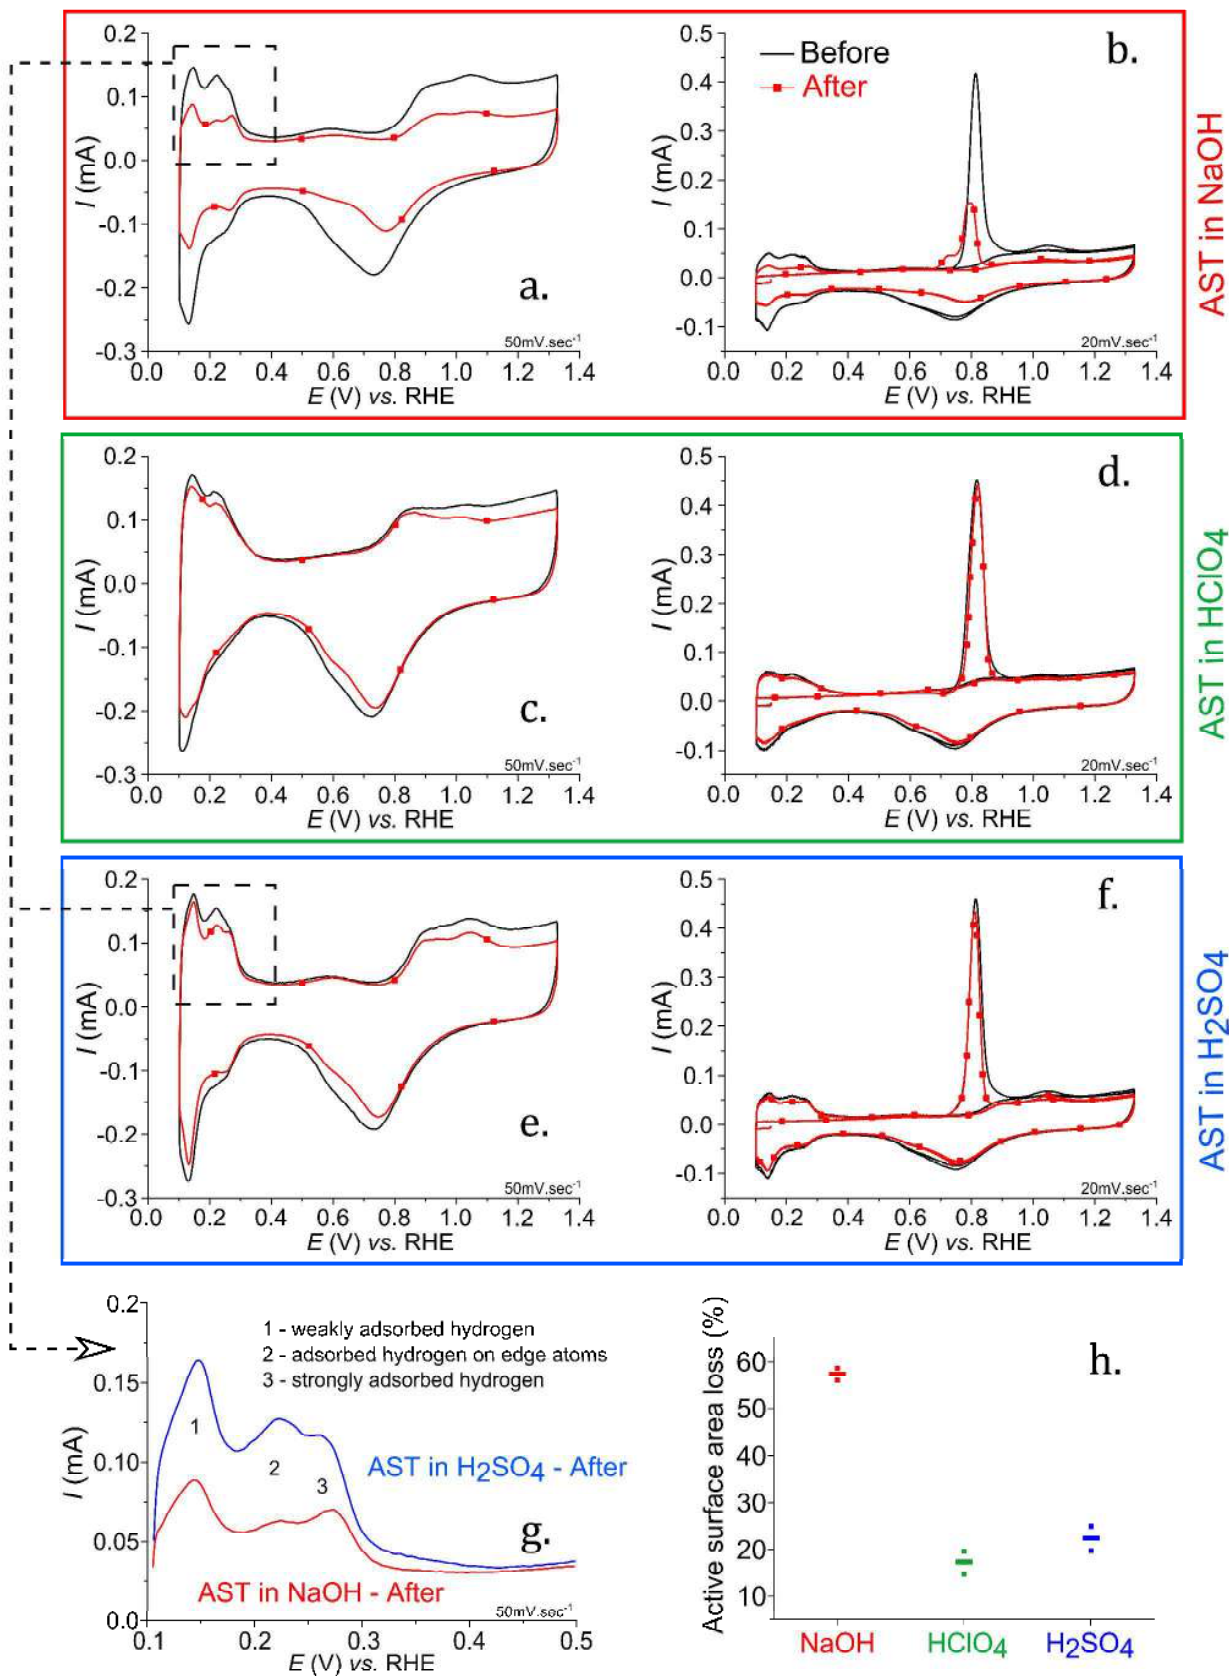 0.2
0.1
0.0
-0.1
-0.2
-0.3
I (mA)
a.
50mV.sec⁻¹
0.0 0.2 0.4 0.6 0.8 1.0 1.2 1.4
E (V) vs. RHE
0.5
0.4
0.3
0.2
0.1
0.0
-0.1
I (mA)
Before
After
b.
20mV.sec⁻¹
0.0 0.2 0.4 0.6 0.8 1.0 1.2 1.4
E (V) vs. RHE
AST in NaOH
0.2
0.1
0.0
-0.1
-0.2
-0.3
I (mA)
c.
50mV.sec⁻¹
0.0 0.2 0.4 0.6 0.8 1.0 1.2 1.4
E (V) vs. RHE
0.5
0.4
0.3
0.2
0.1
0.0
-0.1
I (mA)
d.
20mV.sec⁻¹
0.0 0.2 0.4 0.6 0.8 1.0 1.2 1.4
E (V) vs. RHE
AST in HClO4
0.2
0.1
0.0
-0.1
-0.2
-0.3
I (mA)
e.
50mV.sec⁻¹
0.0 0.2 0.4 0.6 0.8 1.0 1.2 1.4
E (V) vs. RHE
0.5
0.4
0.3
0.2
0.1
0.0
-0.1
I (mA)
f.
20mV.sec⁻¹
0.0 0.2 0.4 0.6 0.8 1.0 1.2 1.4
E (V) vs. RHE
AST in H2SO4
0.2
0.15
0.10
0.05
0.0
I (mA)
1 - weakly adsorbed hydrogen
2 - adsorbed hydrogen on edge atoms
3 - strongly adsorbed hydrogen
1
2
3
AST in H2SO4 - After
g.
AST in NaOH - After
50mV.sec⁻¹
0.1 0.2 0.3 0.4 0.5
E (V) vs. RHE
Active surface area loss (%)
60
50
40
30
20
10
h.
NaOH HClO4 H2SO4